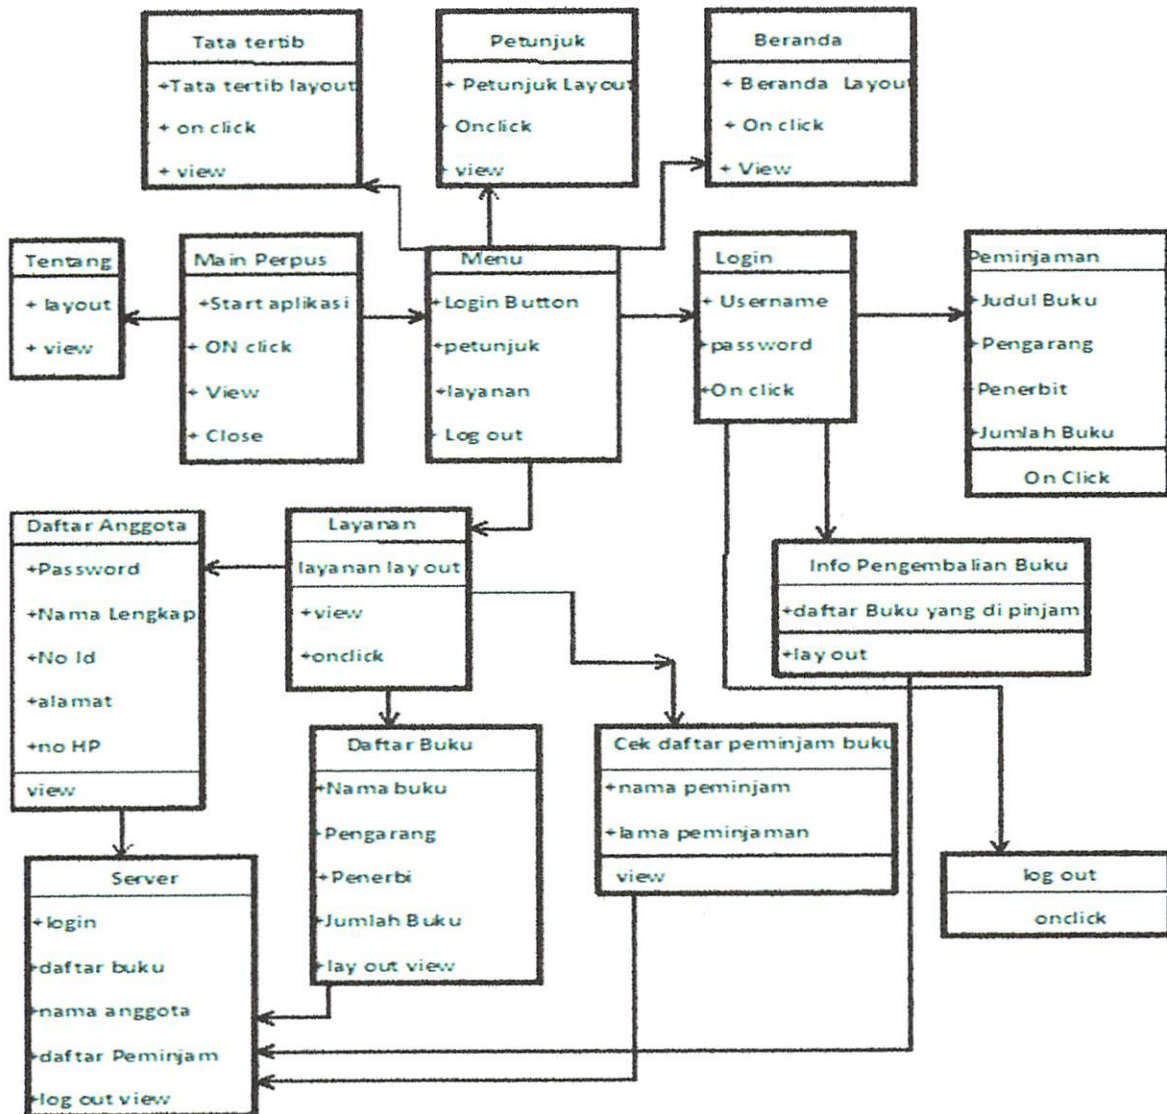 Tata tertib
+Tata tertib layout
+ on click
+ view
Petunjuk
+ Petunjuk Layout
+ Onclick
+ view
Beranda
+ Beranda Layout
+ On click
+ View
Tentang
+ layout
+ view
Main Perpus
+Start aplikasi
+ ON click
+ View
+ Close
Menu
+Login Button
+petunjuk
+layanan
+ Log out
Login
+ Username
+password
+On click
Peminjaman
+Judul Buku
+Pengarang
+Penerbit
+Jumlah Buku
On Click
Daftar Anggota
+Password
+Nama Lengkap
+No Id
+alamat
+no HP
view
Layanan
layanan lay out
+view
+onclick
Info Pengembalian Buku
+daftar Buku yang di pinjam
+lay out
Daftar Buku
+Nama buku
+Pengarang
+Penerbi
+Jumlah Buku
+lay out view
Cek daftar peminjam buku
+nama peminjam
+lama peminjaman
view
log out
onclick
Server
+login
+daftar buku
+nama anggota
+daftar Peminjam
+log out view